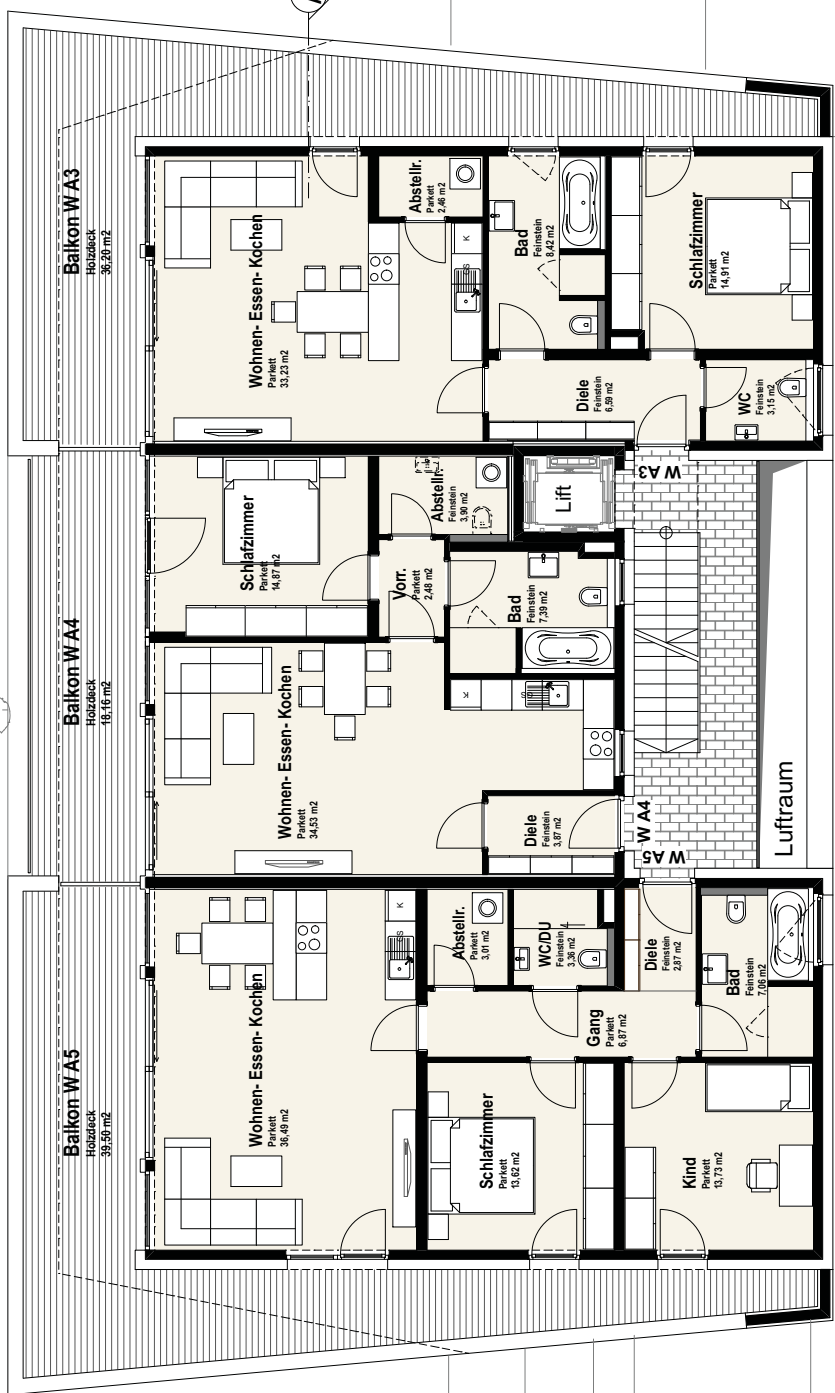 Balkon W A3
Holzdeck
36,20 m2
Wohnen- Essen- Kochen
Parkett
33,23 m2
Abstellr.
Parkett
2,46 m2
K
GS
Bad
Feinstein
8,42 m2
Schlafzimmer
Parkett
14,91 m2
Diele
Feinstein
6,59 m2
WC
Feinstein
3,15 m2
W A3
Balkon W A4
Holzdeck
18,16 m2
Schlafzimmer
Parkett
14,87 m2
Abstellr.
Feinstein
3,90 m2
Lift
Vorr.
Parkett
2,48 m2
Bad
Feinstein
7,39 m2
Wohnen- Essen- Kochen
Parkett
34,53 m2
K
GS
Diele
Feinstein
3,87 m2
W A4
W A5
Luftraum
Balkon W A5
Holzdeck
39,50 m2
Wohnen- Essen- Kochen
Parkett
36,49 m2
K
GS
Abstellr.
Parkett
3,01 m2
WC/DU
Feinstein
3,36 m2
Diele
Feinstein
2,87 m2
Bad
Feinstein
7,06 m2
Gang
Parkett
6,87 m2
Schlafzimmer
Parkett
13,62 m2
Kind
Parkett
13,73 m2